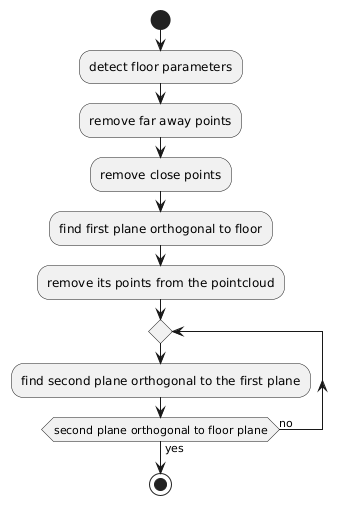 detect floor parameters
remove far away points
remove close points
find first plane orthogonal to floor
remove its points from the pointcloud
find second plane orthogonal to the first plane
second plane orthogonal to floor plane
no
yes